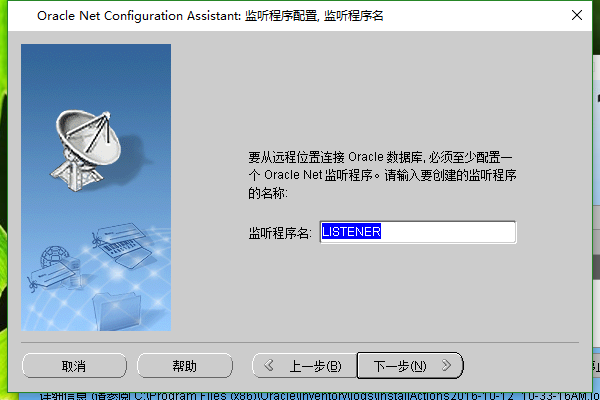 Oracle Net Configuration Assistant: 监听程序配置, 监听程序名
要从远程位置连接 Oracle 数据库, 必须至少配置一
个 Oracle Net 监听程序。请输入要创建的监听程序
的名称:
监听程序名: LISTENER
取消 帮助 上一步(B) 下一步(N)
详细信息 (请参阅 C:\Program Files (x86)\Oracle\Inventory\logs\installActions2016-10-12_10-33-16AM.lo